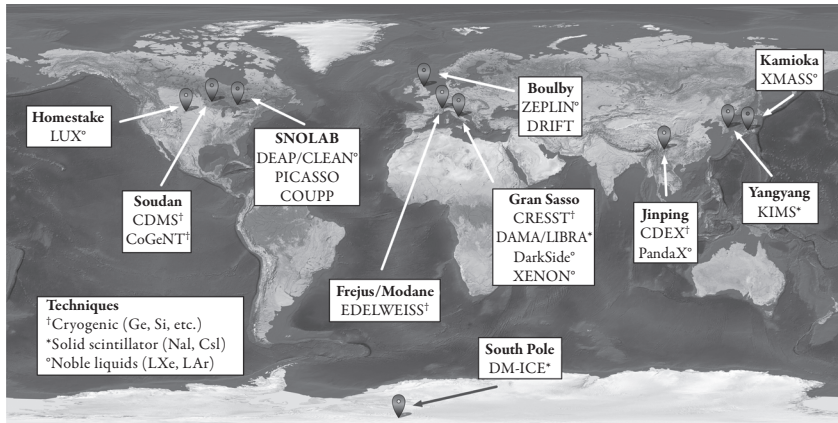 Homestake
LUX°
Soudan
CDMS†
CoGeNT†
SNOLAB
DEAP/CLEAN°
PICASSO
COUPP
Boulby
ZEPLIN°
DRIFT
Kamioka
XMASS°
Gran Sasso
CRESST†
DAMA/LIBRA*
DarkSide°
XENON°
Jinping
CDEX†
PandaX°
Yangyang
KIMS*
Frejus/Modane
EDELWEISS†
Techniques
†Cryogenic (Ge, Si, etc.)
*Solid scintillator (NaI, CsI)
°Noble liquids (LXe, LAr)
South Pole
DM-ICE*